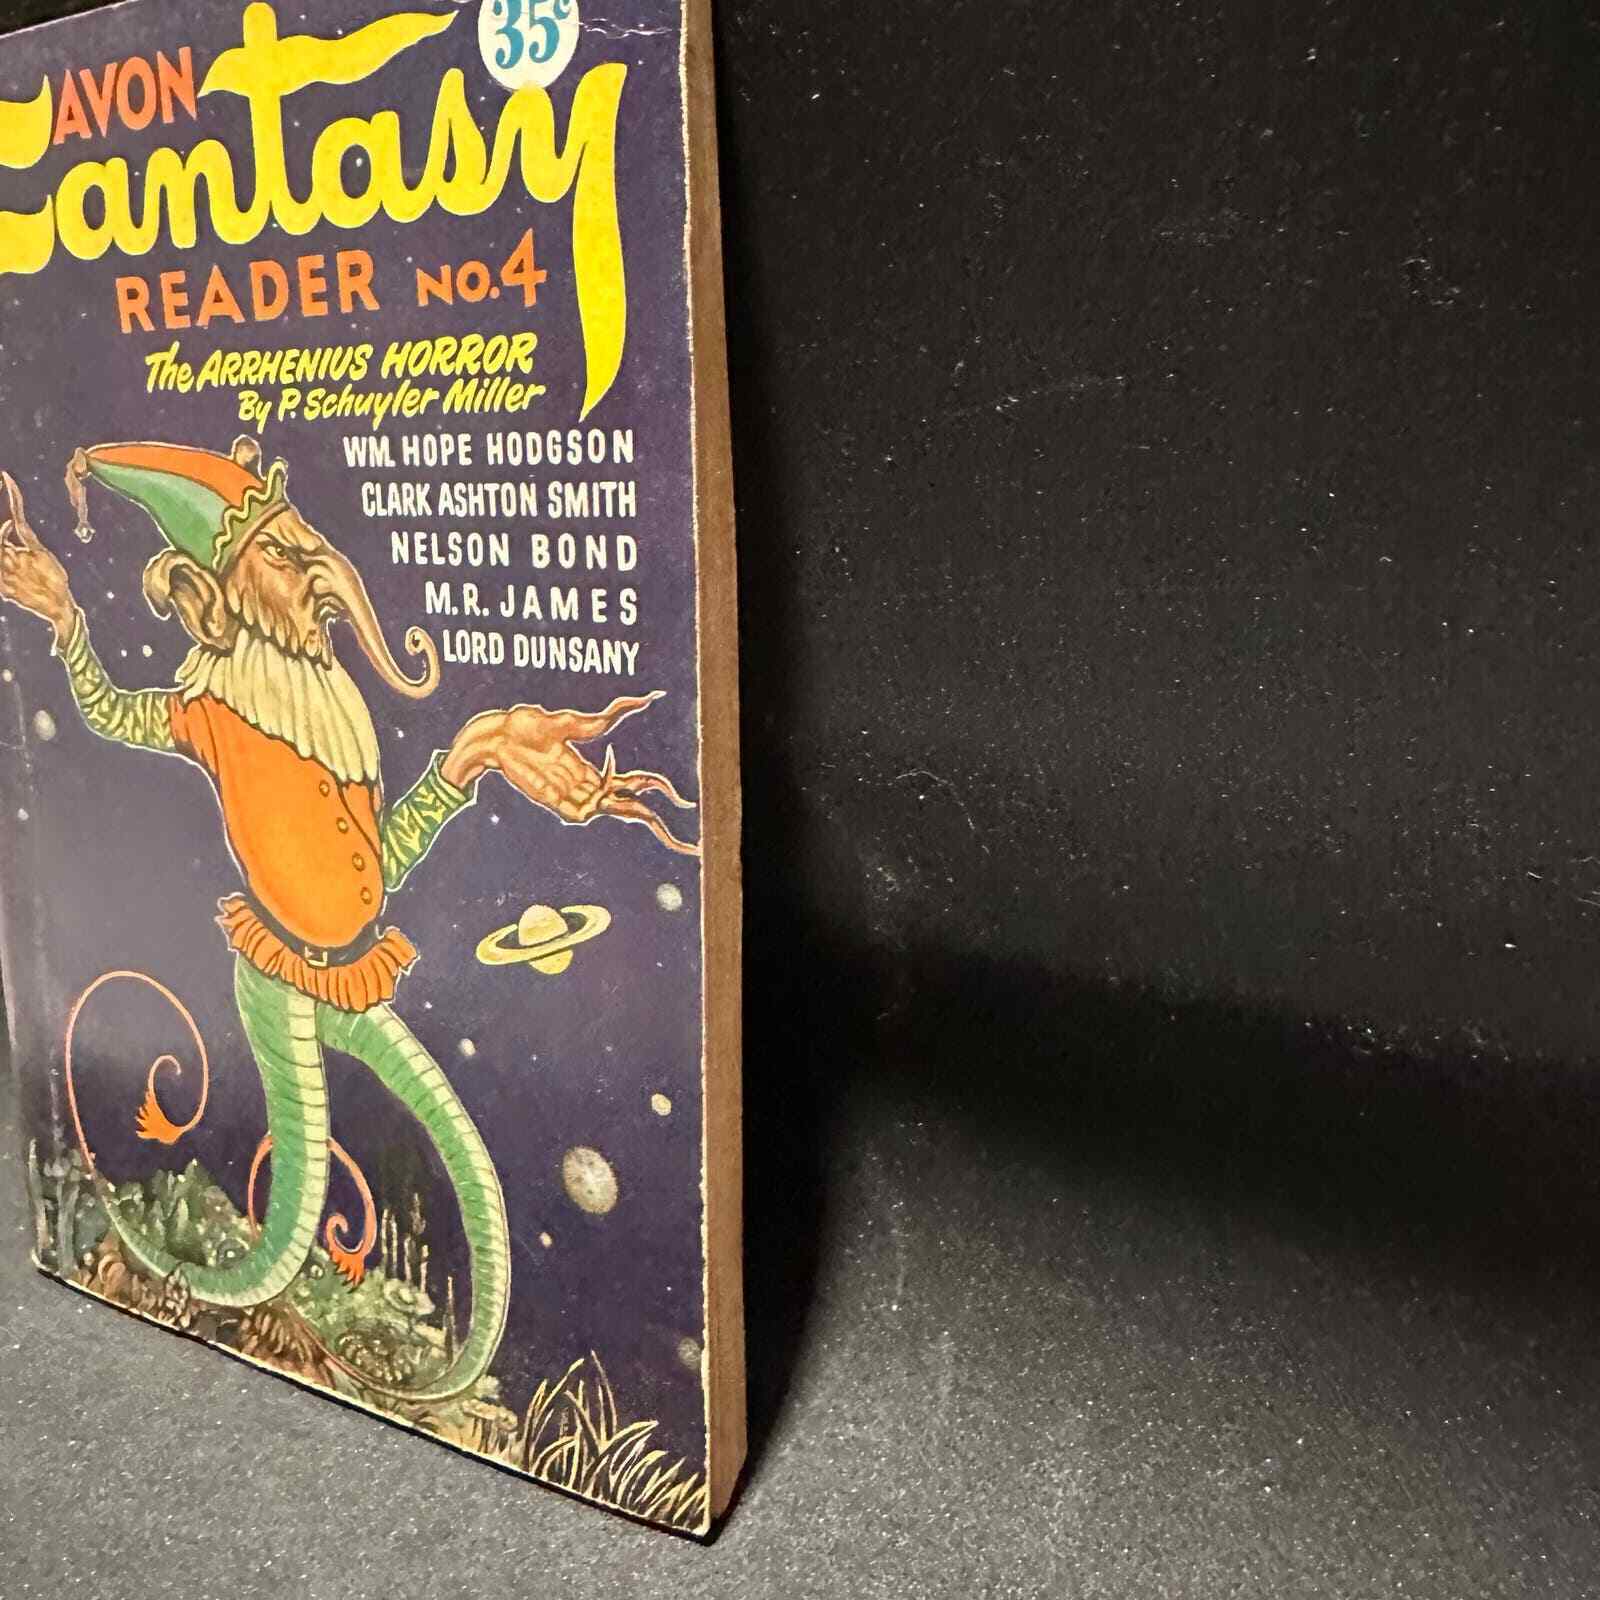 35¢
AVON
Fantasy
READER NO.4
The ARRHENIUS HORROR
By P. Schuyler Miller
WM. HOPE HODGSON
CLARK ASHTON SMITH
NELSON BOND
M.R. JAMES
LORD DUNSANY